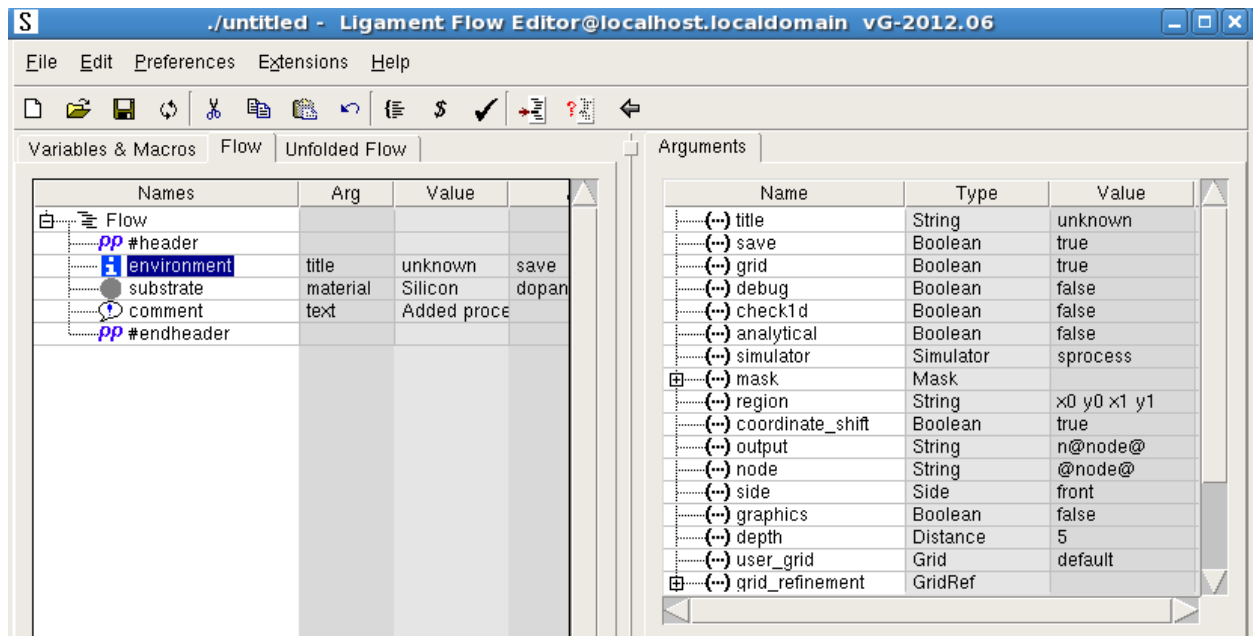 S ./untitled - Ligament Flow Editor@localhost.localdomain vG-2012.06
File Edit Preferences Extensions Help
Variables & Macros Flow Unfolded Flow
Names Arg Value
Flow
pp #header
environment title unknown save
substrate material Silicon dopan
comment text Added proce
pp #endheader
Arguments
Name Type Value
(···) title String unknown
(···) save Boolean true
(···) grid Boolean true
(···) debug Boolean false
(···) check1d Boolean false
(···) analytical Boolean false
(···) simulator Simulator sprocess
(···) mask Mask
(···) region String x0 y0 x1 y1
(···) coordinate_shift Boolean true
(···) output String n@node@
(···) node String @node@
(···) side Side front
(···) graphics Boolean false
(···) depth Distance 5
(···) user_grid Grid default
(···) grid_refinement GridRef